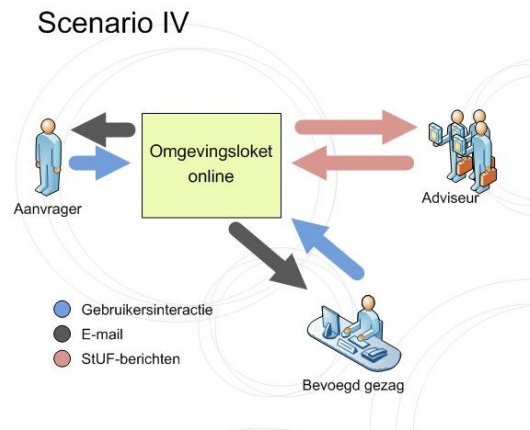 Scenario IV
Omgevingsloket
online
Aanvrager
Adviseur
Gebruikersinteractie
E-mail
StUF-berichten
Bevoegd gezag